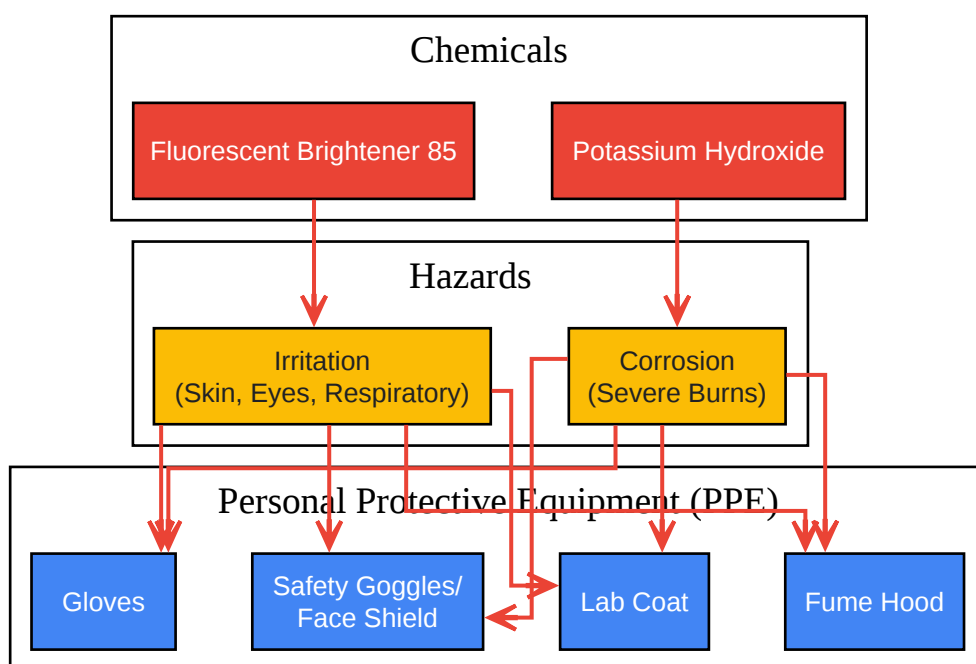 Chemicals
Fluorescent Brightener 85
Potassium Hydroxide
Hazards
Irritation
(Skin, Eyes, Respiratory)
Corrosion
(Severe Burns)
Personal Protective Equipment (PPE)
Gloves
Safety Goggles/
Face Shield
Lab Coat
Fume Hood